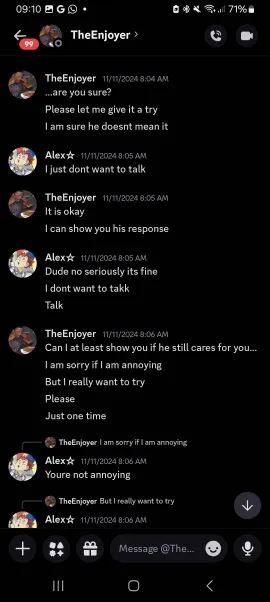 09:10
71%
99
TheEnjoyer
TheEnjoyer 11/11/2024 8:04 AM
...are you sure?
Please let me give it a try
I am sure he doesnt mean it
Alex☆ 11/11/2024 8:05 AM
I just dont want to talk
TheEnjoyer 11/11/2024 8:05 AM
It is okay
I can show you his response
Alex☆ 11/11/2024 8:05 AM
Dude no seriously its fine
I dont want to takk
Talk
TheEnjoyer 11/11/2024 8:06 AM
Can I at least show you if he still cares for you...
I am sorry if I am annoying
But I really want to try
Please
Just one time
TheEnjoyer I am sorry if I am annoying
Alex☆ 11/11/2024 8:06 AM
Youre not annoying
TheEnjoyer But I really want to try
Alex☆ 11/11/2024 8:06 AM
Message @The...